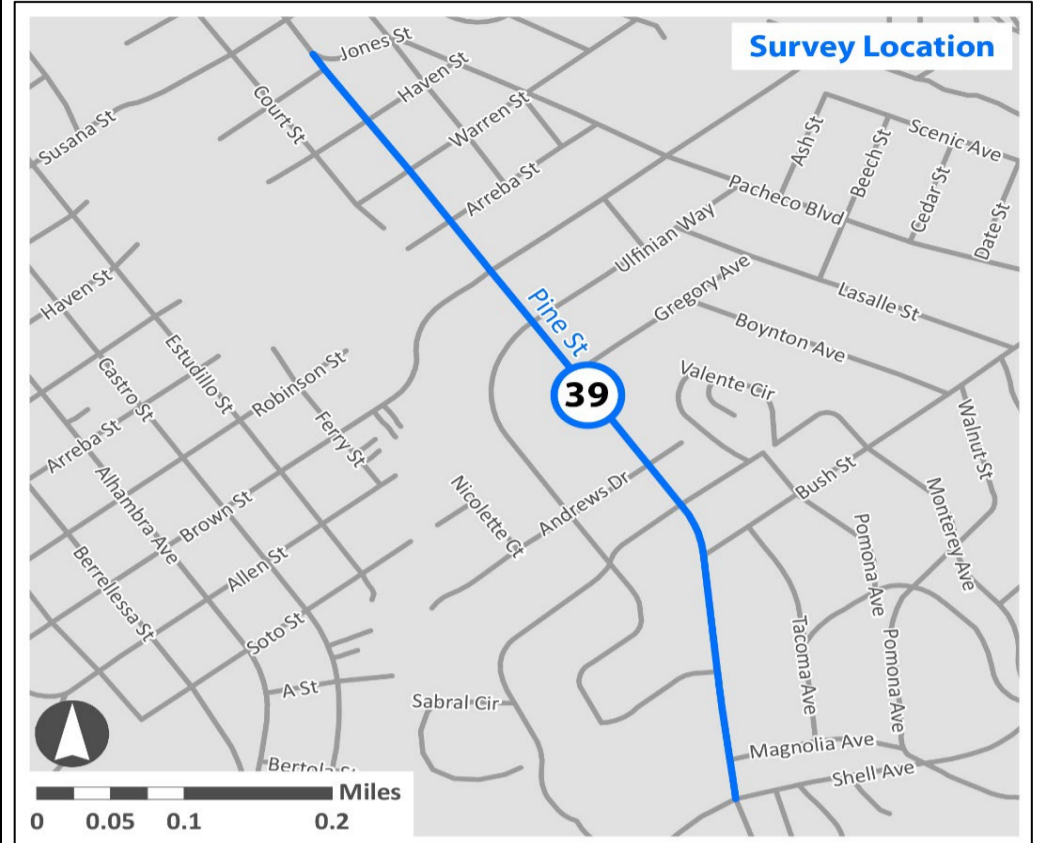 Survey Location
Jones St
Haven St
Court St
Warren St
Susana St
Arreba St
Ash St
Beech St
Scenic Ave
Cedar St
Date St
Pacheco Blvd
Ulfinian Way
Gregory Ave
Lasalle St
Haven St
Pine St
Boynton Ave
Estudillo St
Robinson St
Castro St
Valente Cir
39
Ferry St
Walnut St
Arreba St
Alhambra Ave
Brown St
Nicolette Ct
Andrews Dr
Bush St
Monterey Ave
Pomona Ave
Berrellessa St
Allen St
Soto St
Tacoma Ave
Pomona Ave
A St
Sabral Cir
Magnolia Ave
Shell Ave
Bertola St
Miles
0 0.05 0.1 0.2